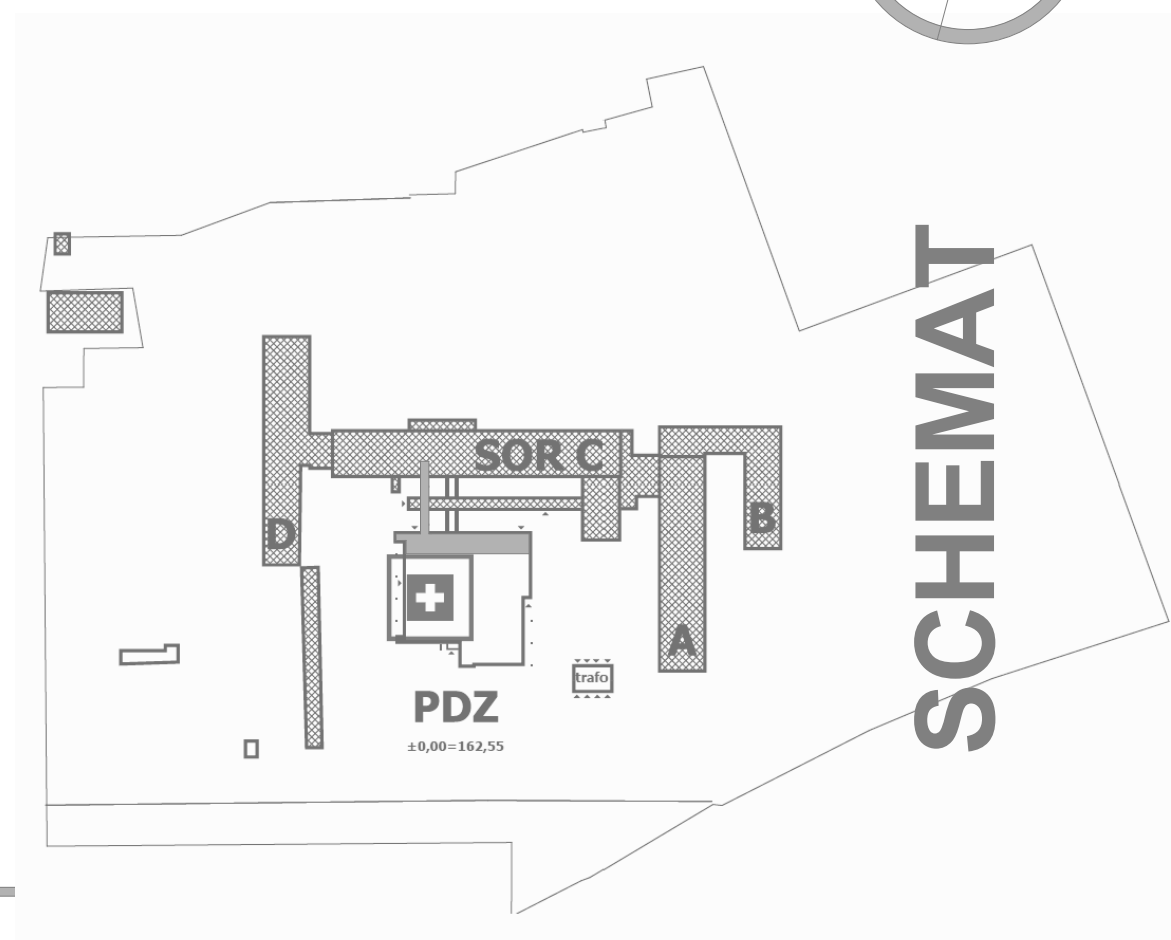 SCHEMAT
SOR C
D
B
A
trafo
PDZ
±0,00=162,55